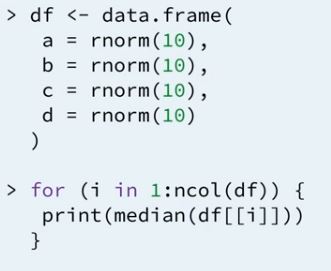 > df <- data.frame(
a = rnorm(10),
b = rnorm(10),
c = rnorm(10),
d = rnorm(10)
)
> for (i in 1:ncol(df)) {
print(median(df[[i]]))
}